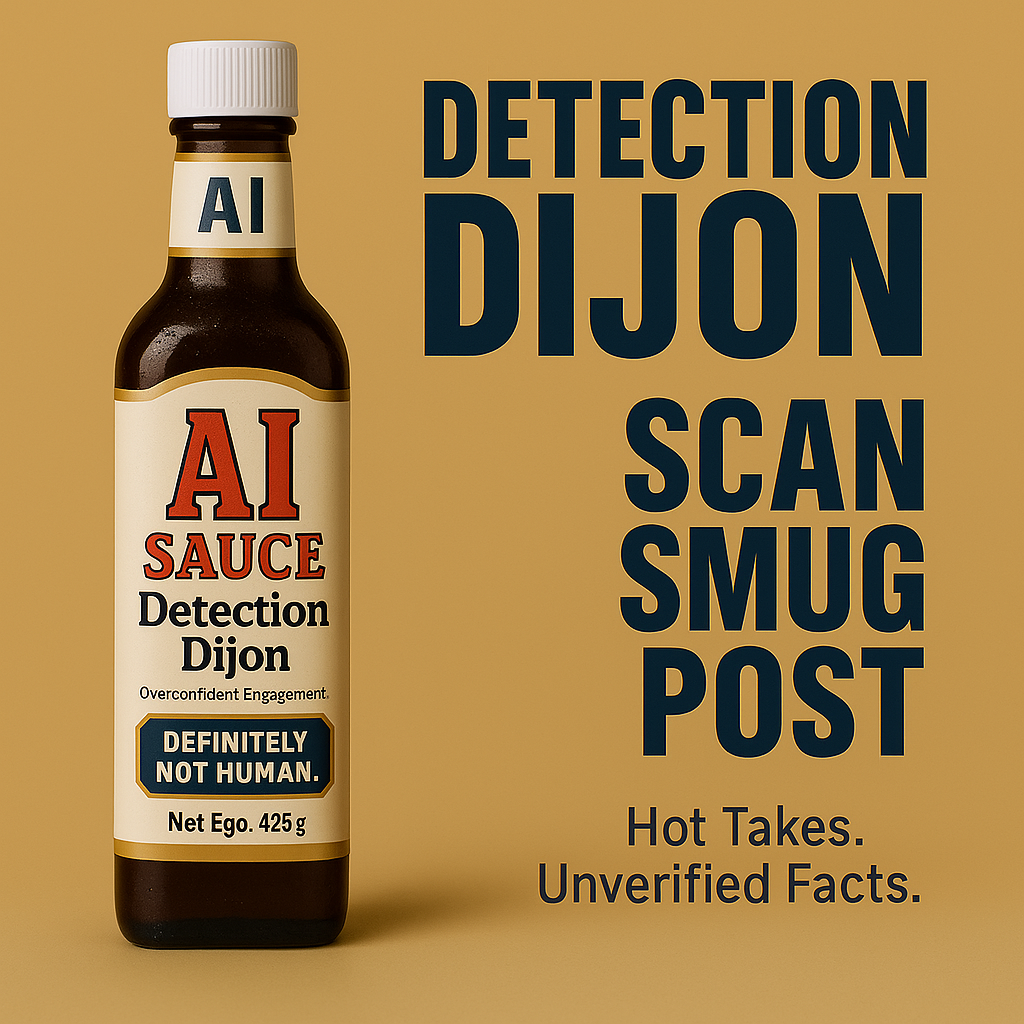 AI
AI
SAUCE
Detection
Dijon
Overconfident Engagement.
DEFINITELY
NOT HUMAN.
Net Ego. 425 g
DETECTION
DIJON
SCAN
SMUG
POST
Hot Takes.
Unverified Facts.